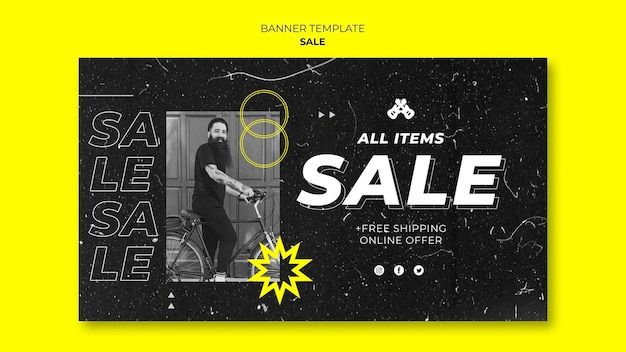 BANNER TEMPLATE
SALE
SA
LE
SA
LE
ALL ITEMS
SALE
+FREE SHIPPING
ONLINE OFFER